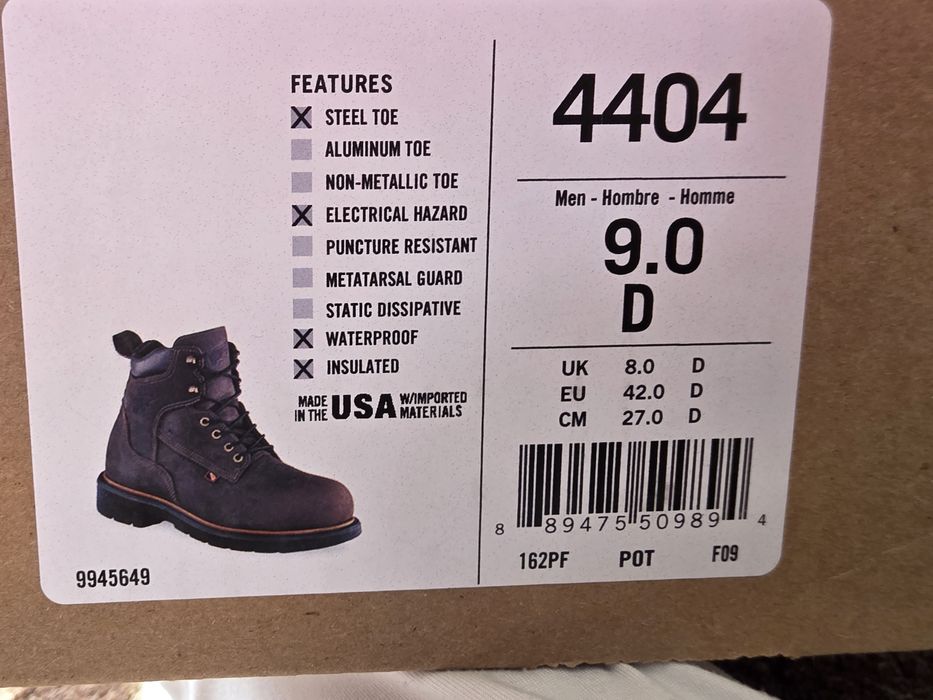 FEATURES
STEEL TOE
ALUMINUM TOE
NON-METALLIC TOE
ELECTRICAL HAZARD
PUNCTURE RESISTANT
METATARSAL GUARD
STATIC DISSIPATIVE
WATERPROOF
INSULATED
MADE IN THE USA W/IMPORTED MATERIALS
9945649
4404
Men - Hombre - Homme
9.0
D
UK 8.0 D
EU 42.0 D
CM 27.0 D
8 89475 50989 4
162PF POT F09